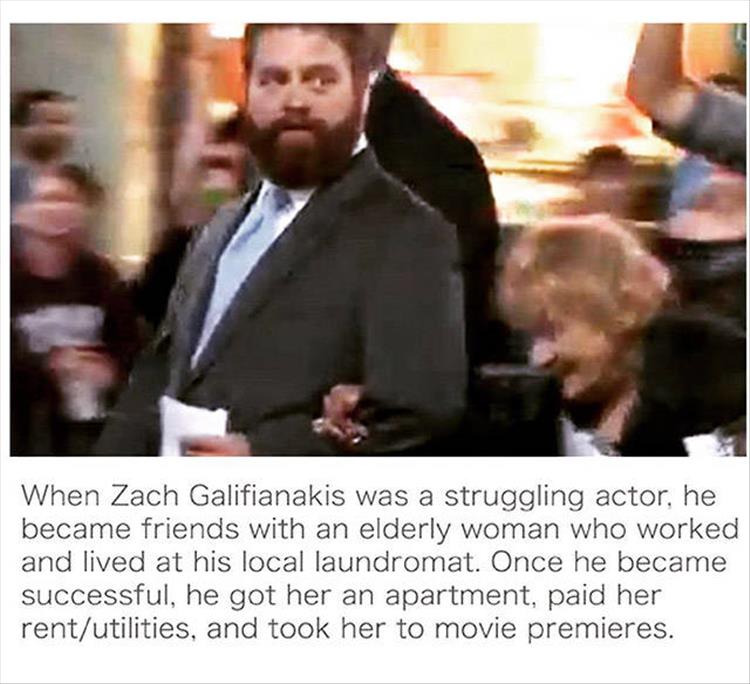 When Zach Galifianakis was a struggling actor, he
became friends with an elderly woman who worked
and lived at his local laundromat. Once he became
successful, he got her an apartment, paid her
rent/utilities, and took her to movie premieres.